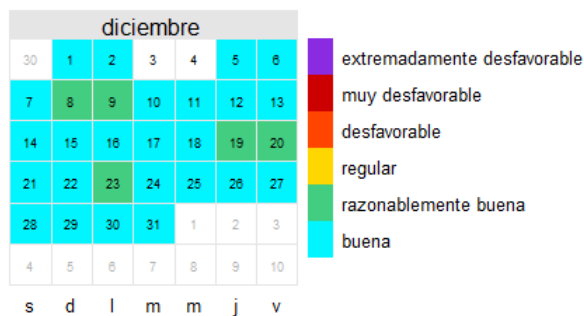 diciembre
30 1 2 3 4 5 6
7 8 9 10 11 12 13
14 15 16 17 18 19 20
21 22 23 24 25 26 27
28 29 30 31 1 2 3
4 5 6 7 8 9 10
s d l m m j v
extremadamente desfavorable
muy desfavorable
desfavorable
regular
razonablemente buena
buena